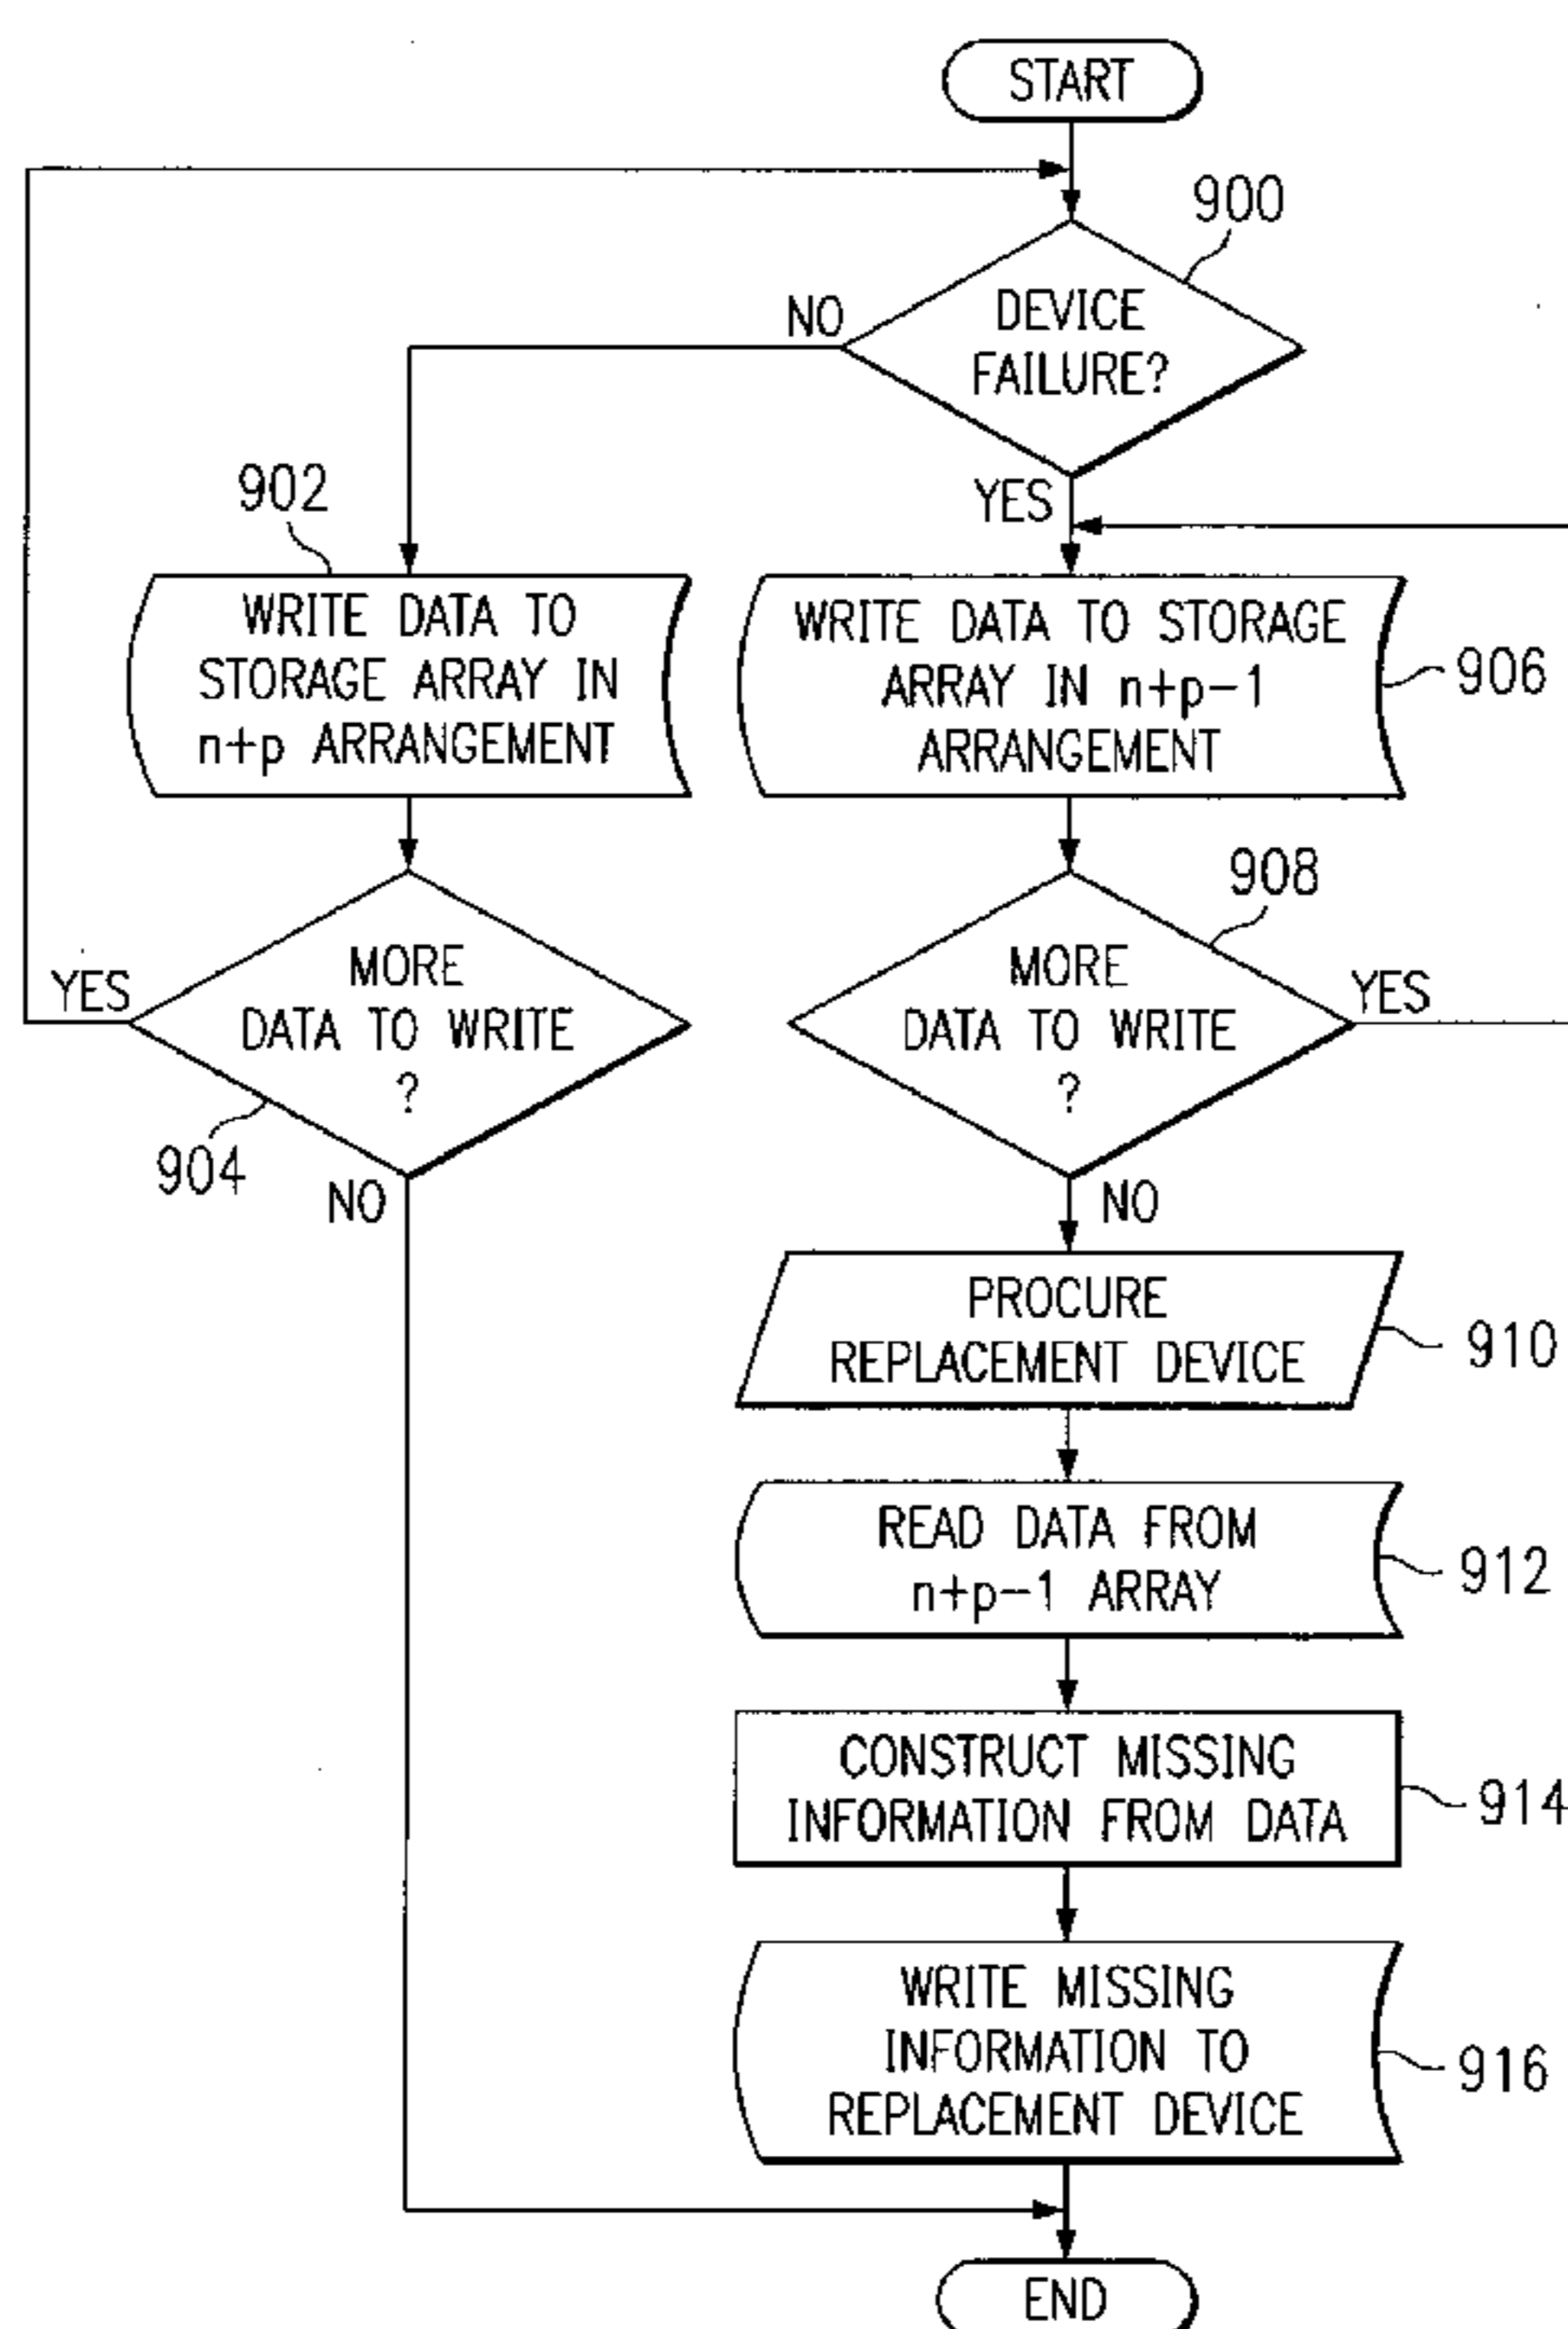 START
900
DEVICE
FAILURE?
NO
YES
902
WRITE DATA TO
STORAGE ARRAY IN
n+p ARRANGEMENT
WRITE DATA TO STORAGE
ARRAY IN n+p-1
ARRANGEMENT
906
MORE
DATA TO WRITE
?
YES
904
NO
908
MORE
DATA TO WRITE
?
YES
NO
PROCURE
REPLACEMENT DEVICE
910
READ DATA FROM
n+p-1 ARRAY
912
CONSTRUCT MISSING
INFORMATION FROM DATA
914
WRITE MISSING
INFORMATION TO
REPLACEMENT DEVICE
916
END